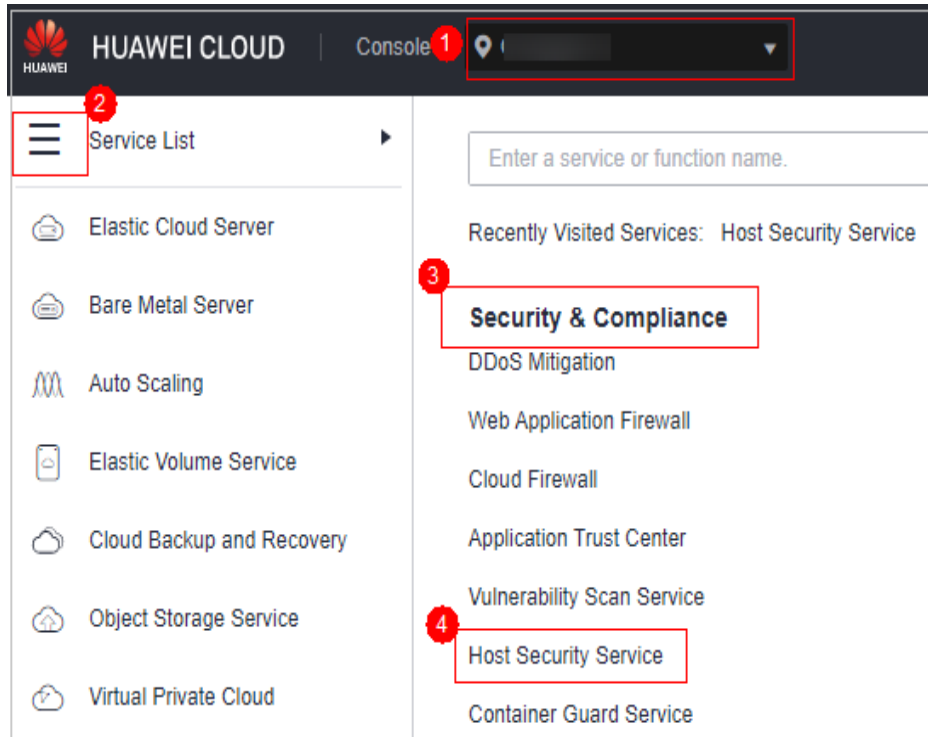 HUAWEI
HUAWEI CLOUD
Console
1
2
Service List
Elastic Cloud Server
Bare Metal Server
Auto Scaling
Elastic Volume Service
Cloud Backup and Recovery
Object Storage Service
Virtual Private Cloud
Enter a service or function name.
Recently Visited Services: Host Security Service
3
Security & Compliance
DDoS Mitigation
Web Application Firewall
Cloud Firewall
Application Trust Center
Vulnerability Scan Service
4
Host Security Service
Container Guard Service